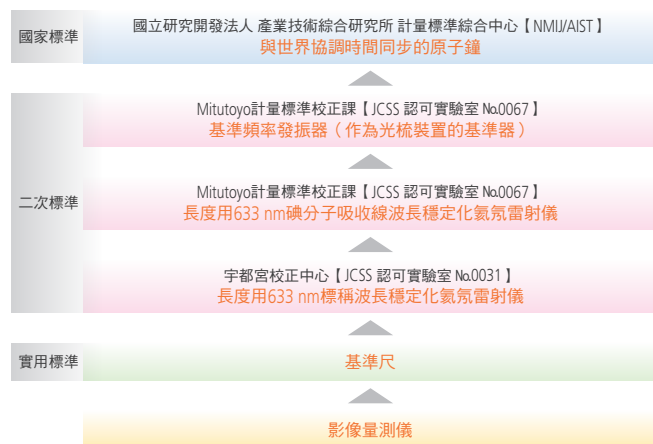 國家標準
國立研究開發法人 產業技術綜合研究所 計量標準綜合中心【NMIJ/AIST】
與世界協調時間同步的原子鐘
二次標準
Mitutoyo計量標準校正課【JCSS 認可實驗室 №0067】
基準頻率發振器（作為光梳裝置的基準器）
Mitutoyo計量標準校正課【JCSS 認可實驗室 №0067】
長度用633 nm碘分子吸收線波長穩定化氦氖雷射儀
宇都宮校正中心【JCSS 認可實驗室 №0031】
長度用633 nm標稱波長穩定化氦氖雷射儀
實用標準
基準尺
影像量測儀